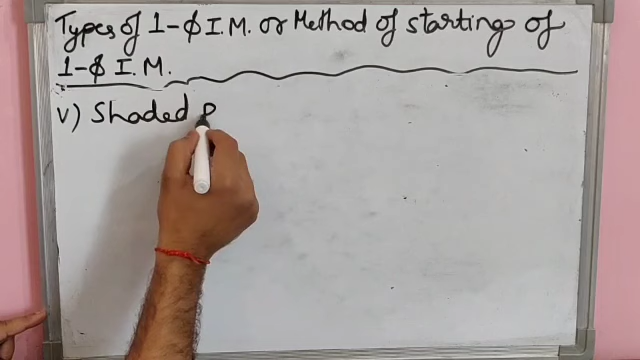 Types of 1-ϕ I.M. or Method of starting of
1-ϕ I.M.
v) Shaded P